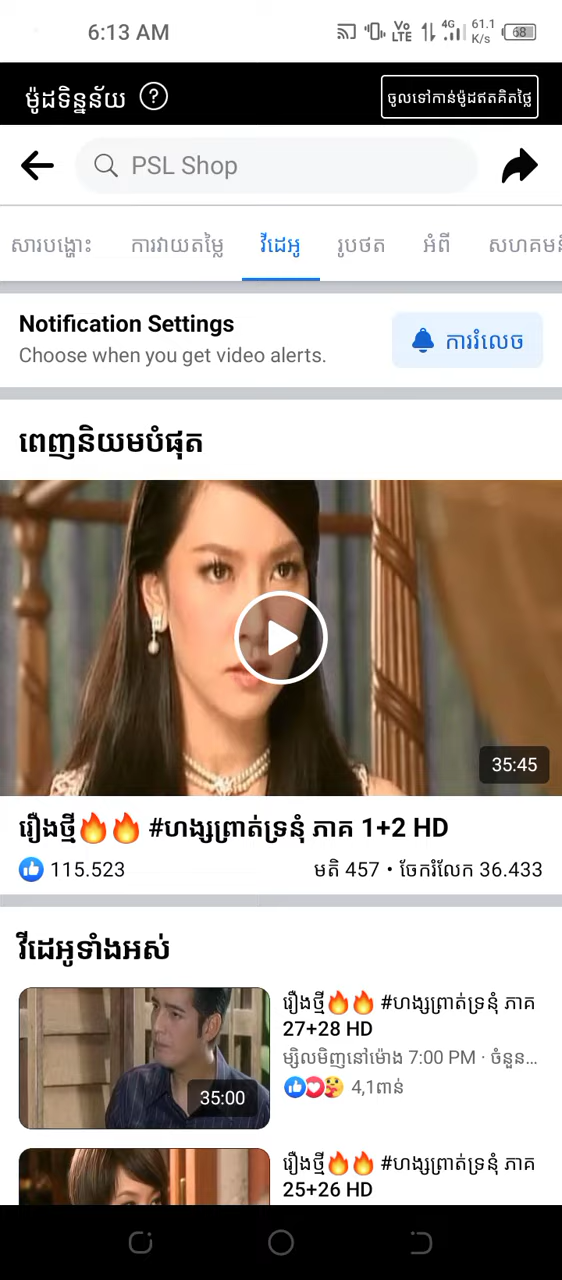 6:13 AM
Vo LTE 4G 61.1 K/s 68
ម៉ូដទិន្នន័យ ?
ចូលទៅកាន់ម៉ូដឥតគិតថ្លៃ
PSL Shop
សារបង្ហោះ ការវាយតម្លៃ វីដេអូ រូបថត អំពី សហគមន៍
Notification Settings
Choose when you get video alerts.
ការរំលេច
ពេញនិយមបំផុត
35:45
រឿងថ្មី🔥🔥 #ហង្សព្រាត់ទ្រនុំ ភាគ 1+2 HD
115.523 មតិ 457 • ចែករំលែក 36.433
វីដេអូទាំងអស់
35:00
រឿងថ្មី🔥🔥 #ហង្សព្រាត់ទ្រនុំ ភាគ
27+28 HD
ម្សិលមិញនៅម៉ោង 7:00 PM · ចំនួន...
4,1ពាន់
រឿងថ្មី🔥🔥 #ហង្សព្រាត់ទ្រនុំ ភាគ
25+26 HD